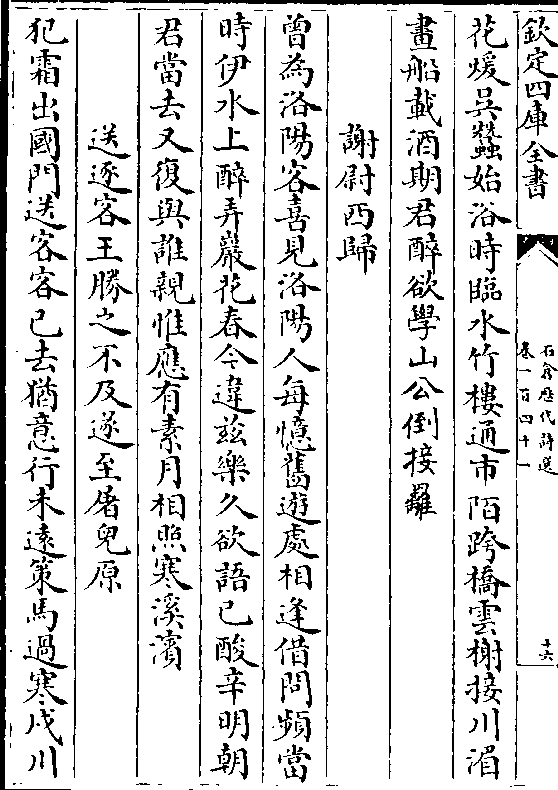 欽定四庫全書
石倉歷代詩選
卷一百四十一
十六
花煖吳蠶始浴時臨水竹樓通市陌跨橋雲榭接川湄
畫船載酒期君醉欲學山公倒接䍦
謝尉西歸
曾為洛陽客喜見洛陽人每憶舊遊處相逢借問頻當
時伊水上醉弄巖花春今違兹樂久欲語已酸辛明朝
君當去又復與誰親惟應有素月相照寒溪濱
送逐客王勝之不及遂至屠兒原
犯霜出國門送客客已去猶意行未遠策馬過寒戍川